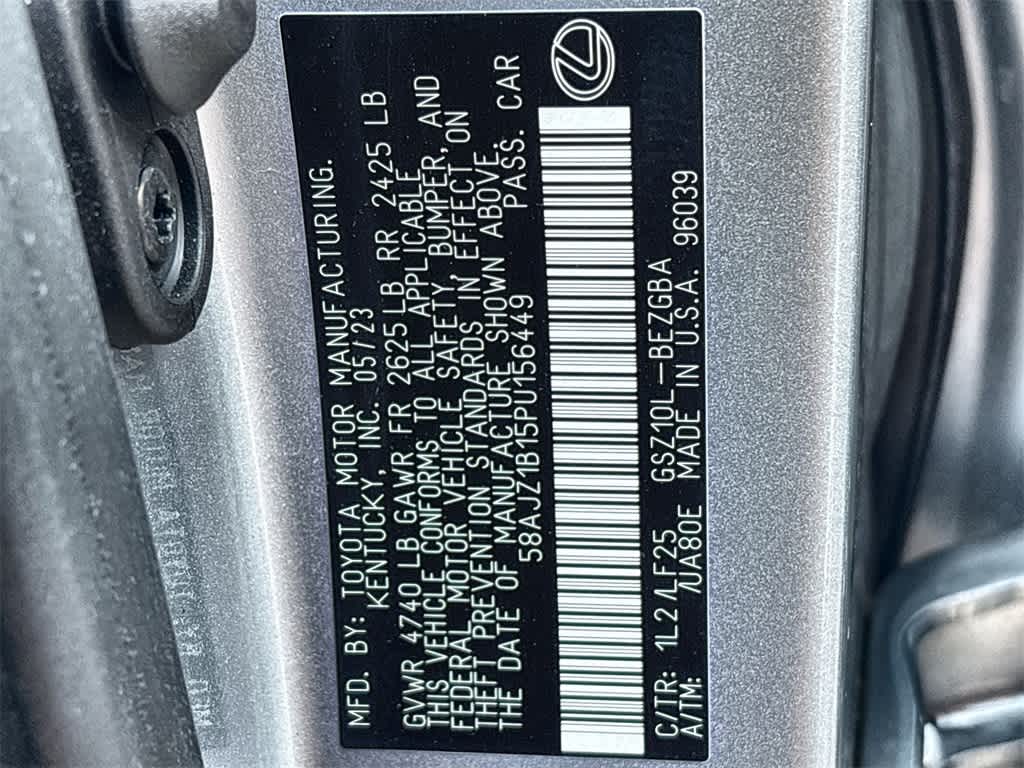 MFD. BY: TOYOTA MOTOR MANUFACTURING.
KENTUCKY, INC. 05/23
GVWR 4740 LB GAWR FR 2625 LB RR 2425 LB
THIS VEHICLE CONFORMS TO ALL APPLICABLE
FEDERAL MOTOR VEHICLE SAFETY, BUMPER, AND
THEFT PREVENTION STANDARDS IN EFFECT ON
THE DATE OF MANUFACTURE SHOWN ABOVE.
58AJZ1B15PU156449 PASS. CAR
C/TR: 1L2 /LF25 GSZ10L-BEZGBA
A/TM: /UA80E MADE IN U.S.A. 96039